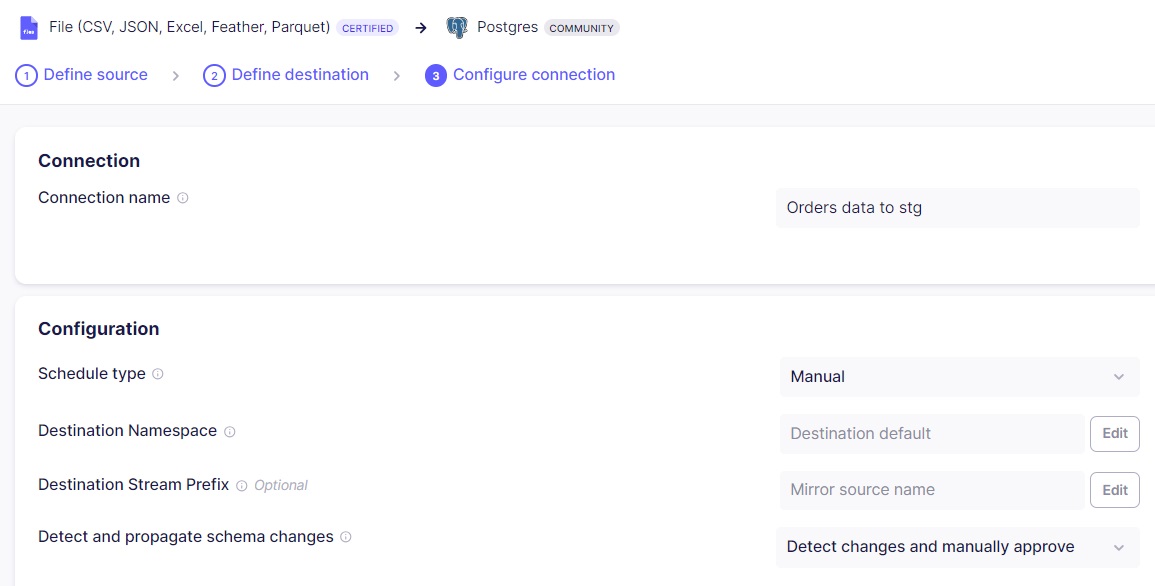 File (CSV, JSON, Excel, Feather, Parquet) CERTIFIED → Postgres COMMUNITY
1 Define source > 2 Define destination > 3 Configure connection
Connection
Connection name
Orders data to stg
Configuration
Schedule type
Manual
Destination Namespace
Destination default
Edit
Destination Stream Prefix Optional
Mirror source name
Edit
Detect and propagate schema changes
Detect changes and manually approve